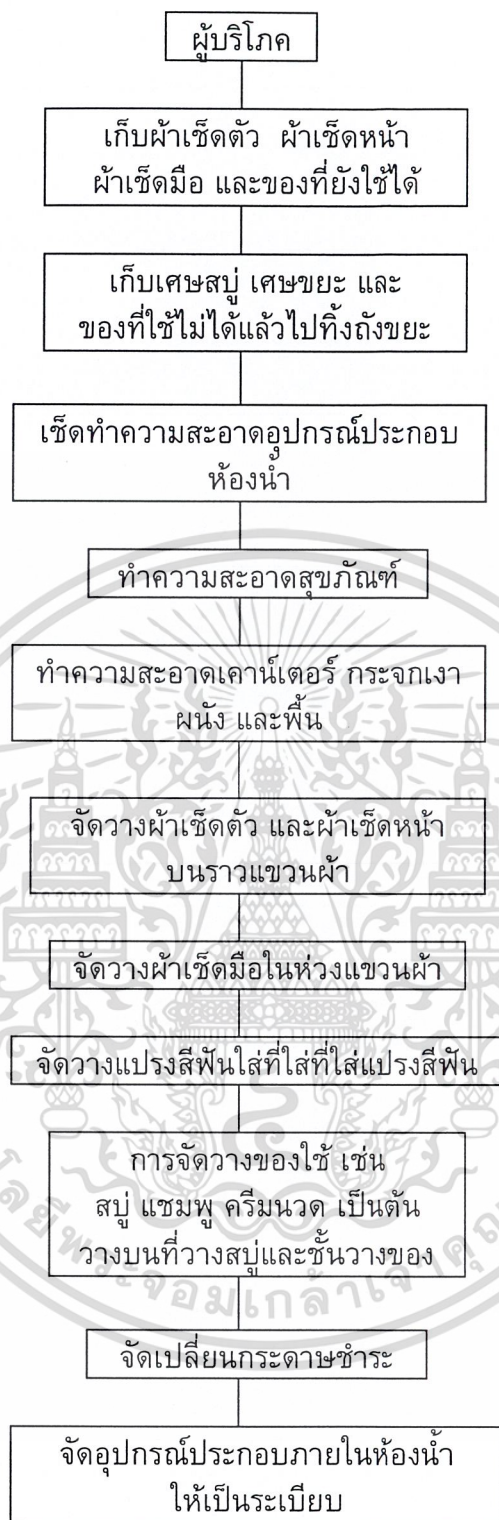 ผู้บริโภค
เก็บผ้าเช็ดตัว ผ้าเช็ดหน้า
ผ้าเช็ดมือ และของที่ยังใช้ได้
เก็บเศษสบู่ เศษขยะ และ
ของที่ใช้ไม่ได้แล้วไปทิ้งถังขยะ
เช็ดทำความสะอาดอุปกรณ์ประกอบ
ห้องน้ำ
ทำความสะอาดสุขภัณฑ์
ทำความสะอาดเคาน์เตอร์ กระจกเงา
ผนัง และพื้น
จัดวางผ้าเช็ดตัว และผ้าเช็ดหน้า
บนราวแขวนผ้า
จัดวางผ้าเช็ดมือในห่วงแขวนผ้า
จัดวางแปรงสีฟันใส่ที่ใส่ที่ใส่แปรงสีฟัน
การจัดวางของใช้ เช่น
สบู่ แชมพู ครีมนวด เป็นต้น
วางบนที่วางสบู่และชั้นวางของ
จัดเปลี่ยนกระดาษชำระ
จัดอุปกรณ์ประกอบภายในห้องน้ำ
ให้เป็นระเบียบ